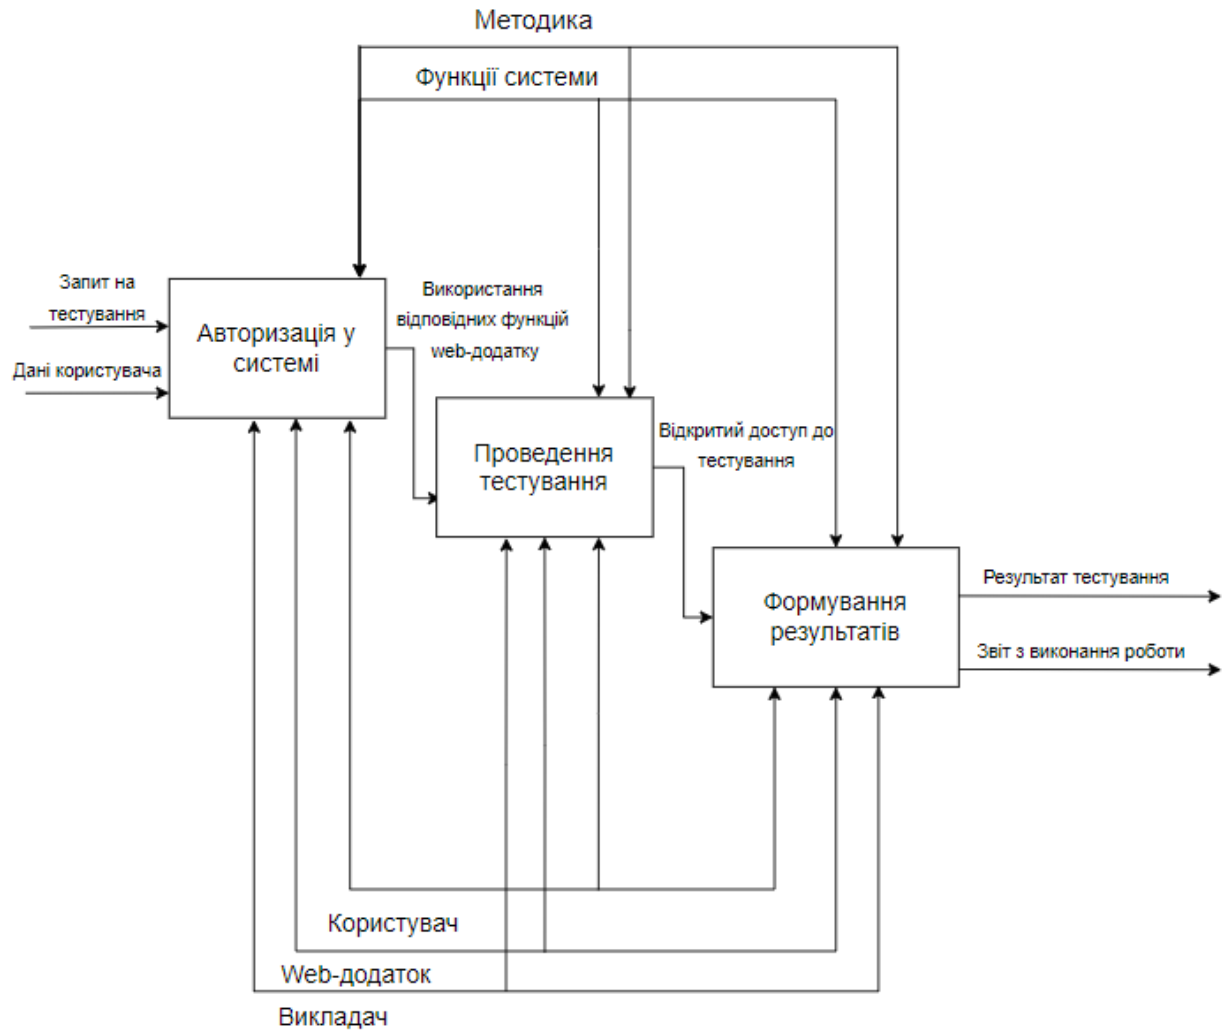 Методика
Функції системи
Запит на
тестування
Дані користувача
Авторизація у
системі
Використання
відповідних функцій
web-додатку
Проведення
тестування
Відкритий доступ до
тестування
Формування
результатів
Результат тестування
Звіт з виконання роботи
Користувач
Web-додаток
Викладач